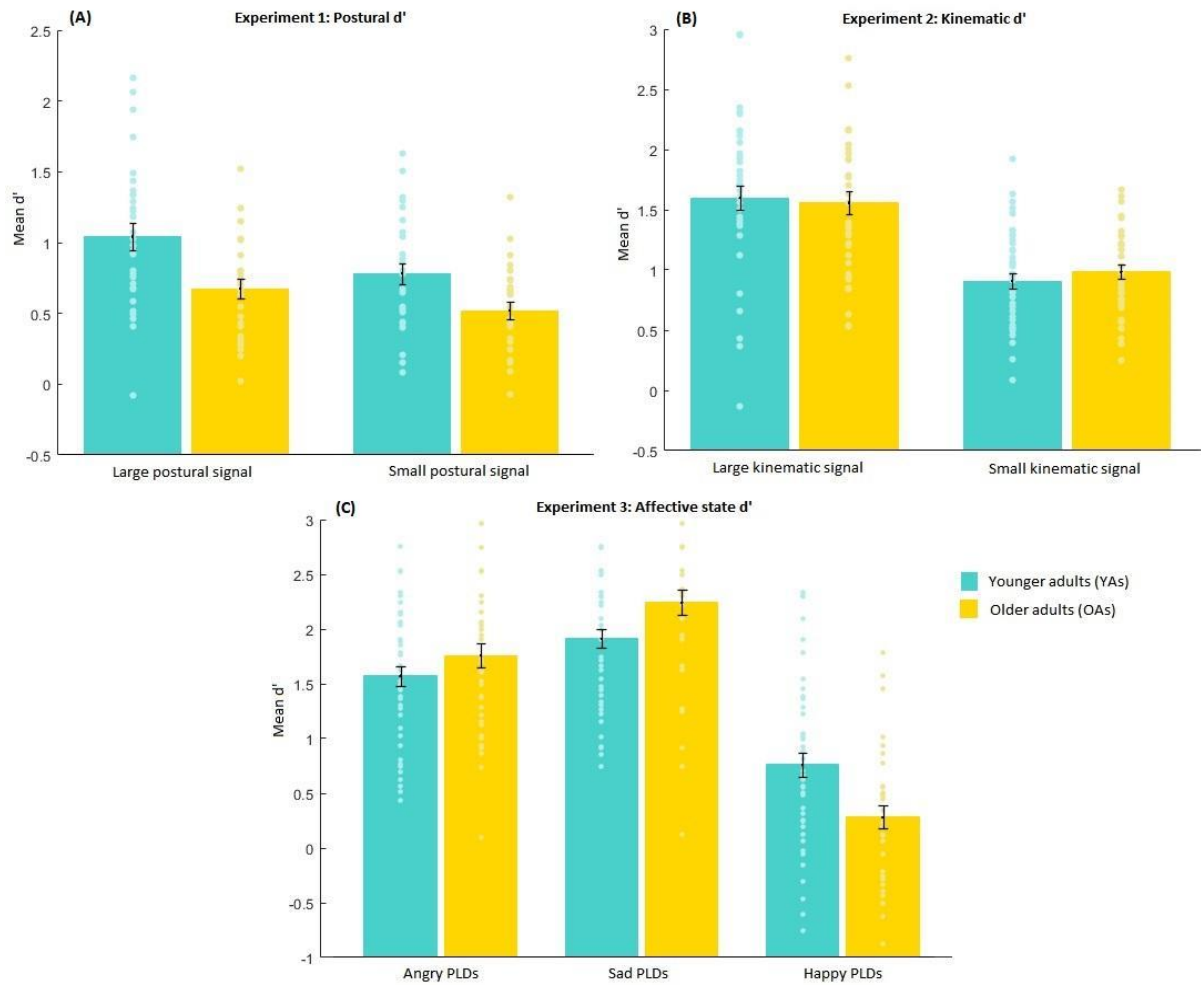 (A) Experiment 1: Postural d'
2.5
2
1.5
1
0.5
0
-0.5
Mean d'
Large postural signal Small postural signal
(B) Experiment 2: Kinematic d'
3
2.5
2
1.5
1
0.5
0
-0.5
Mean d'
Large kinematic signal Small kinematic signal
(C) Experiment 3: Affective state d'
3
2.5
2
1.5
1
0.5
0
-0.5
-1
Mean d'
Angry PLDs Sad PLDs Happy PLDs
Younger adults (YAs)
Older adults (OAs)